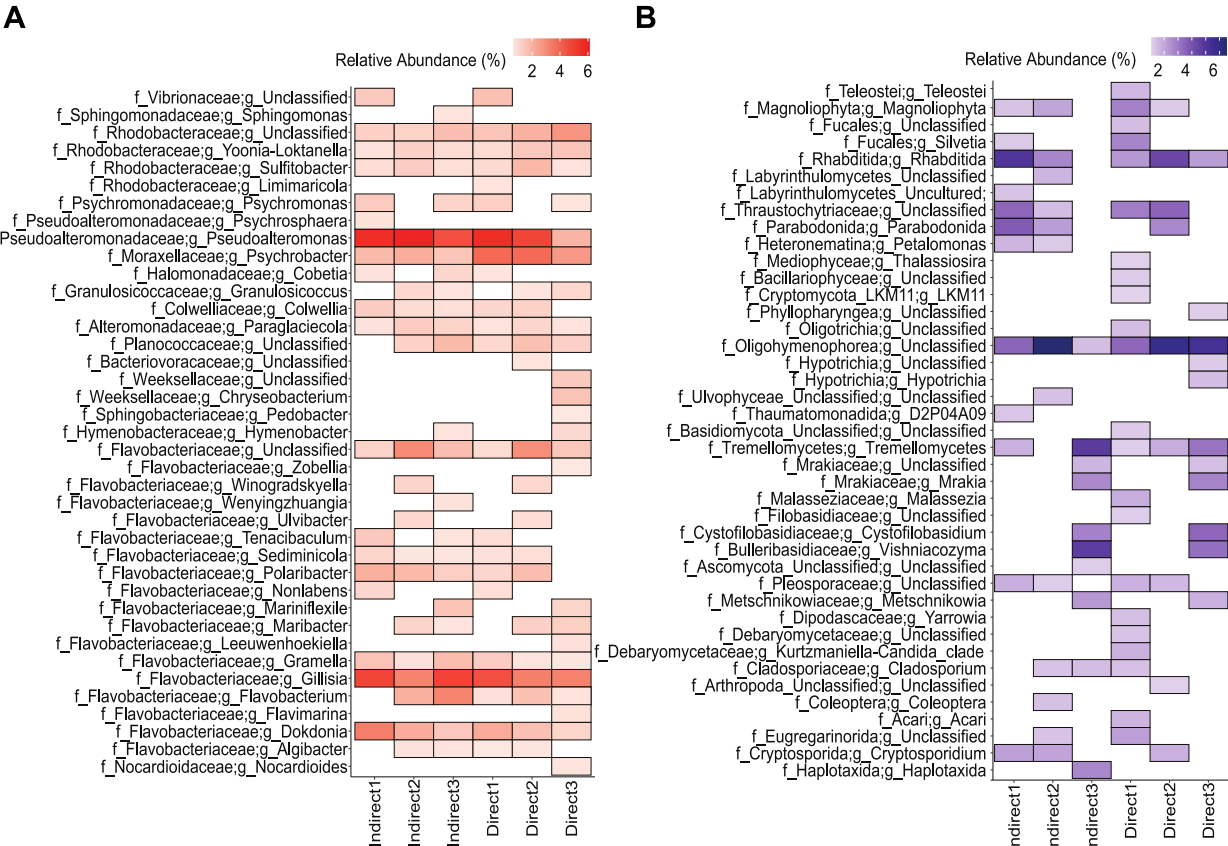 A
Relative Abundance (%)
2 4 6
f_Vibrionaceae;g_Unclassified
f_Sphingomonadaceae;g_Sphingomonas
f_Rhodobacteraceae;g_Unclassified
f_Rhodobacteraceae;g_Yoonia-Loktanella
f_Rhodobacteraceae;g_Sulfitobacter
f_Rhodobacteraceae;g_Limimaricola
f_Psychromonadaceae;g_Psychromonas
f_Pseudoalteromonadaceae;g_Psychrosphaera
Pseudoalteromonadaceae;g_Pseudoalteromonas
f_Moraxellaceae;g_Psychrobacter
f_Halomonadaceae;g_Cobetia
f_Granulosicoccaceae;g_Granulosicoccus
f_Colwelliaceae;g_Colwellia
f_Alteromonadaceae;g_Paraglaciecola
f_Planococcaceae;g_Unclassified
f_Bacteriovoracaceae;g_Unclassified
f_Weeksellaceae;g_Unclassified
f_Weeksellaceae;g_Chryseobacterium
f_Sphingobacteriaceae;g_Pedobacter
f_Hymenobacteraceae;g_Hymenobacter
f_Flavobacteriaceae;g_Unclassified
f_Flavobacteriaceae;g_Zobellia
f_Flavobacteriaceae;g_Winogradskyella
f_Flavobacteriaceae;g_Wenyingzhuangia
f_Flavobacteriaceae;g_Ulvibacter
f_Flavobacteriaceae;g_Tenacibaculum
f_Flavobacteriaceae;g_Sediminicola
f_Flavobacteriaceae;g_Polaribacter
f_Flavobacteriaceae;g_Nonlabens
f_Flavobacteriaceae;g_Mariniflexile
f_Flavobacteriaceae;g_Maribacter
f_Flavobacteriaceae;g_Leeuwenhoekiella
f_Flavobacteriaceae;g_Gramella
f_Flavobacteriaceae;g_Gillisia
f_Flavobacteriaceae;g_Flavobacterium
f_Flavobacteriaceae;g_Flavimarina
f_Flavobacteriaceae;g_Dokdonia
f_Flavobacteriaceae;g_Algibacter
f_Nocardioidaceae;g_Nocardioides
Indirect1
Indirect2
Indirect3
Direct1
Direct2
Direct3
B
Relative Abundance (%)
2 4 6
f_Teleostei;g_Teleostei
f_Magnoliophyta;g_Magnoliophyta
f_Fucales;g_Unclassified
f_Fucales;g_Silvetia
f_Rhabditida;g_Rhabditida
f_Labyrinthulomycetes_Unclassified
f_Labyrinthulomycetes_Uncultured;
f_Thraustochytriaceae;g_Unclassified
f_Parabodonida;g_Parabodonida
f_Heteronematina;g_Petalomonas
f_Mediophyceae;g_Thalassiosira
f_Bacillariophyceae;g_Unclassified
f_Cryptomycota_LKM11;g_LKM11
f_Phyllopharyngea;g_Unclassified
f_Oligotrichia;g_Unclassified
f_Oligohymenophorea;g_Unclassified
f_Hypotrichia;g_Unclassified
f_Hypotrichia;g_Hypotrichia
f_Ulvophyceae_Unclassified;g_Unclassified
f_Thaumatomonadida;g_D2P04A09
f_Basidiomycota_Unclassified;g_Unclassified
f_Tremellomycetes;g_Tremellomycetes
f_Mrakiaceae;g_Unclassified
f_Mrakiaceae;g_Mrakia
f_Malasseziaceae;g_Malassezia
f_Filobasidiaceae;g_Unclassified
f_Cystofilobasidiaceae;g_Cystofilobasidium
f_Bulleribasidiaceae;g_Vishniacozyma
f_Ascomycota_Unclassified;g_Unclassified
f_Pleosporaceae;g_Unclassified
f_Metschnikowiaceae;g_Metschnikowia
f_Dipodascaceae;g_Yarrowia
f_Debaryomycetaceae;g_Unclassified
f_Debaryomycetaceae;g_Kurtzmaniella-Candida_clade
f_Cladosporiaceae;g_Cladosporium
f_Arthropoda_Unclassified;g_Unclassified
f_Coleoptera;g_Coleoptera
f_Acari;g_Acari
f_Eugregarinorida;g_Unclassified
f_Cryptosporida;g_Cryptosporidium
f_Haplotaxida;g_Haplotaxida
ndirect1
ndirect2
ndirect3
Direct1
Direct2
Direct3